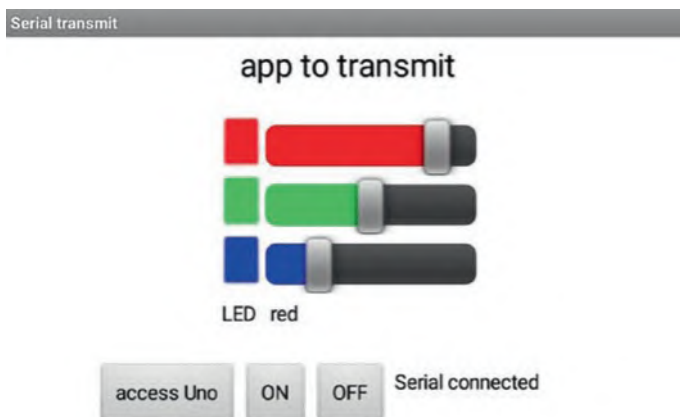 Serial transmit
app to transmit
LED red
access Uno ON OFF Serial connected